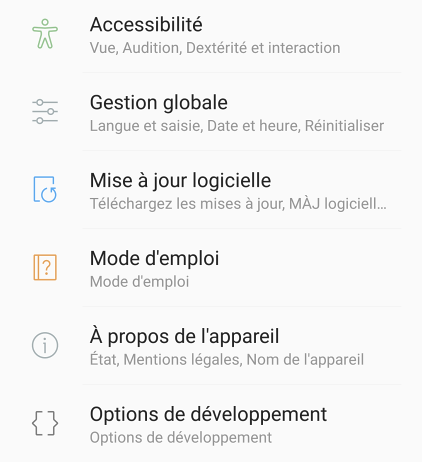 Accessibilité
Vue, Audition, Dextérité et interaction
Gestion globale
Langue et saisie, Date et heure, Réinitialiser
Mise à jour logicielle
Téléchargez les mises à jour, MÀJ logiciell...
Mode d'emploi
Mode d'emploi
À propos de l'appareil
État, Mentions légales, Nom de l'appareil
Options de développement
Options de développement